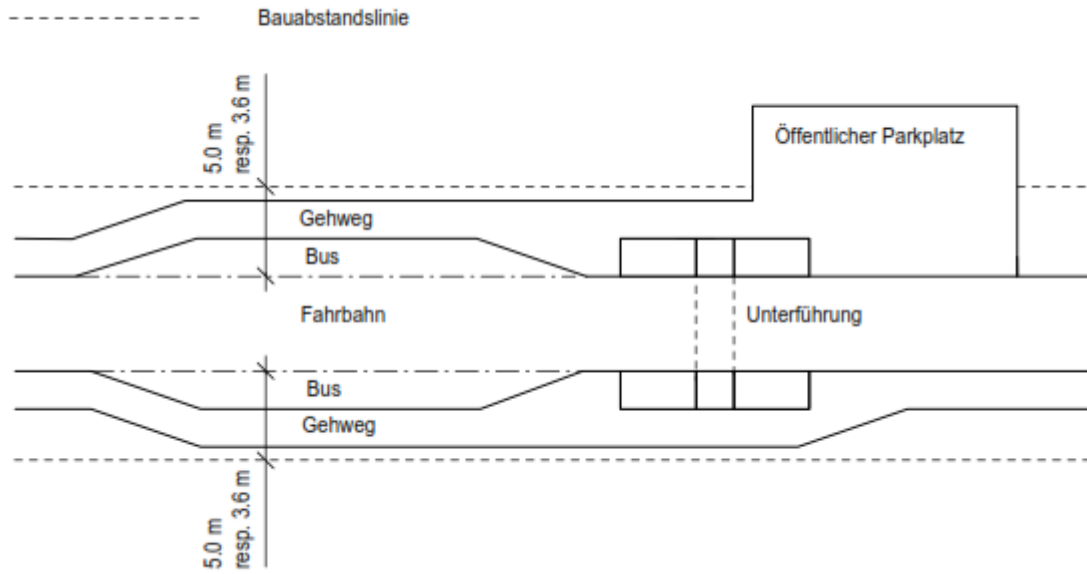 Bauabstandslinie
5.0 m
resp. 3.6 m
Öffentlicher Parkplatz
Gehweg
Bus
Fahrbahn
Unterführung
Bus
Gehweg
5.0 m
resp. 3.6 m